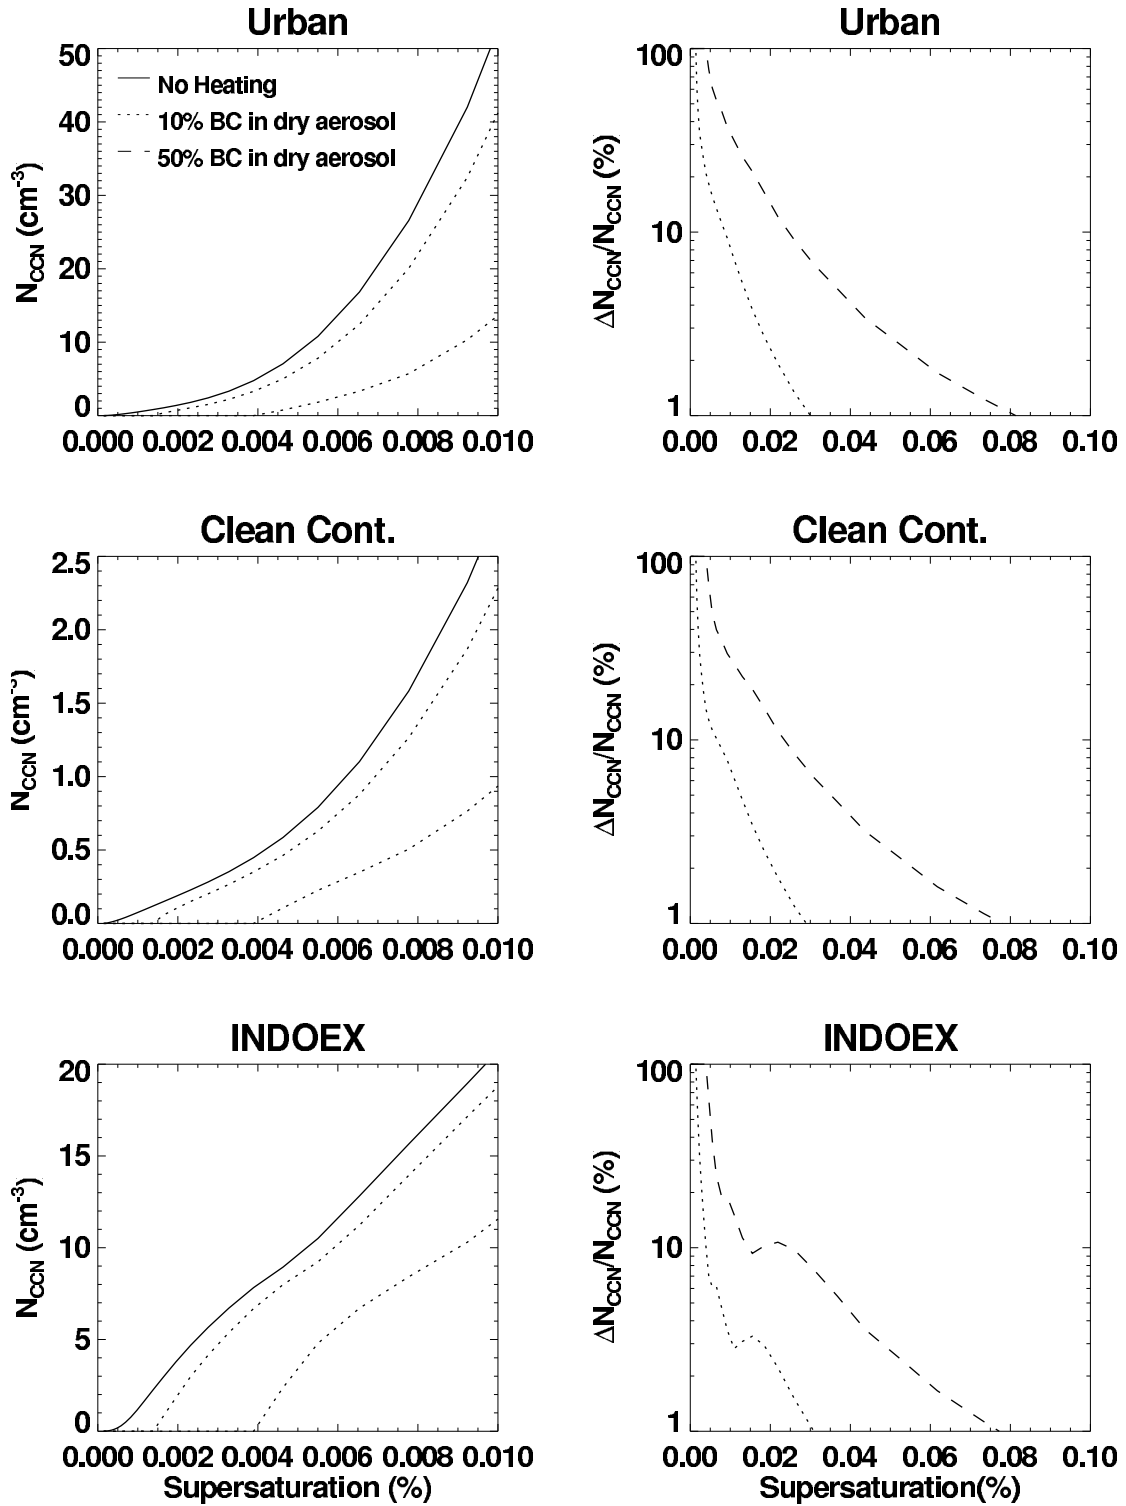 Urban
50
40
30
20
10
0
N_CCN (cm⁻³)
No Heating
10% BC in dry aerosol
50% BC in dry aerosol
0.000 0.002 0.004 0.006 0.008 0.010
Urban
100
10
1
ΔN_CCN/N_CCN (%)
0.00 0.02 0.04 0.06 0.08 0.10
Clean Cont.
2.5
2.0
1.5
1.0
0.5
0.0
N_CCN (cm⁻³)
0.000 0.002 0.004 0.006 0.008 0.010
Clean Cont.
100
10
1
ΔN_CCN/N_CCN (%)
0.00 0.02 0.04 0.06 0.08 0.10
INDOEX
20
15
10
5
0
N_CCN (cm⁻³)
0.000 0.002 0.004 0.006 0.008 0.010
Supersaturation (%)
INDOEX
100
10
1
ΔN_CCN/N_CCN (%)
0.00 0.02 0.04 0.06 0.08 0.10
Supersaturation(%)